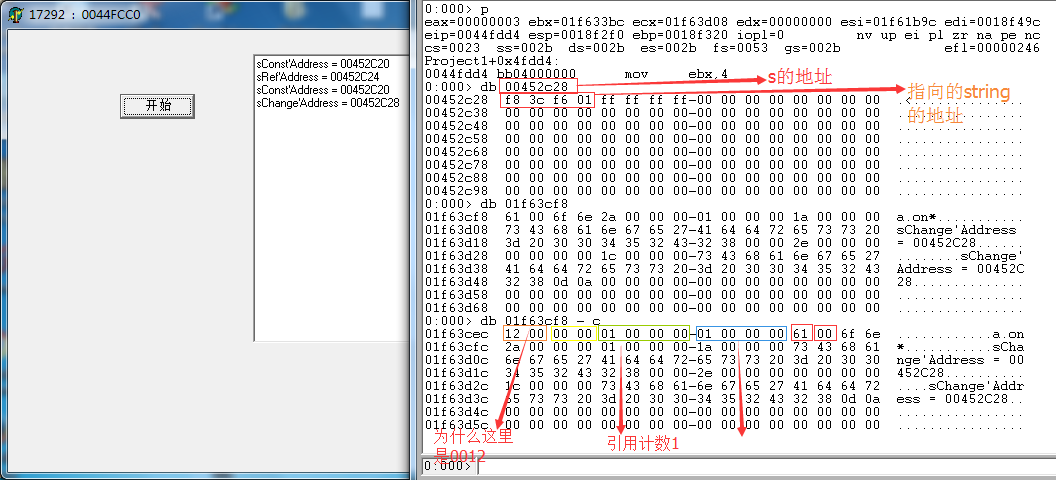 17292 : 0044FCC0
开始
sConst'Address = 00452C20
sRef'Address = 00452C24
sConst'Address = 00452C20
sChange'Address = 00452C28
0:000> p
eax=00000003 ebx=01f633bc ecx=01f63d08 edx=00000000 esi=01f61b9c edi=0018f49c
eip=0044fdd4 esp=0018f2f0 ebp=0018f320 iopl=0 nv up ei pl zr na pe nc
cs=0023 ss=002b ds=002b es=002b fs=0053 gs=002b efl=00000246
Project1+0x4fdd4:
0044fdd4 bb04000000 mov ebx,4
0:000> db 00452c28
s的地址
00452c28 f8 3c f6 01 ff ff ff ff-00 00 00 00 00 00 00 00 .<..............
指向的string
的地址
00452c38 00 00 00 00 00 00 00 00-00 00 00 00 00 00 00 00 ................
00452c48 00 00 00 00 00 00 00 00-00 00 00 00 00 00 00 00 ................
00452c58 00 00 00 00 00 00 00 00-00 00 00 00 00 00 00 00 ................
00452c68 00 00 00 00 00 00 00 00-00 00 00 00 00 00 00 00 ................
00452c78 00 00 00 00 00 00 00 00-00 00 00 00 00 00 00 00 ................
00452c88 00 00 00 00 00 00 00 00-00 00 00 00 00 00 00 00 ................
00452c98 00 00 00 00 00 00 00 00-00 00 00 00 00 00 00 00 ................
0:000> db 01f63cf8
01f63cf8 61 00 6f 6e 2a 00 00 00-01 00 00 00 1a 00 00 00 a.on*...........
01f63d08 73 43 68 61 6e 67 65 27-41 64 64 72 65 73 73 20 sChange'Address
01f63d18 3d 20 30 30 34 35 32 43-32 38 00 00 2e 00 00 00 = 00452C28......
01f63d28 00 00 00 00 1c 00 00 00-73 43 68 61 6e 67 65 27 ........sChange'
01f63d38 41 64 64 72 65 73 73 20-3d 20 30 30 34 35 32 43 Address = 00452C
01f63d48 32 38 0d 0a 00 00 00 00-00 00 00 00 00 00 00 00 28..............
01f63d58 00 00 00 00 00 00 00 00-00 00 00 00 00 00 00 00 ................
01f63d68 00 00 00 00 00 00 00 00-00 00 00 00 00 00 00 00 ................
0:000> db 01f63cf8 - c
01f63cec 12 00 00 00 01 00 00 00-01 00 00 00 61 00 6f 6e ............a.on
01f63cfc 2a 00 00 00 01 00 00 00-1a 00 00 00 73 43 68 61 *...........sCha
01f63d0c 6e 67 65 27 41 64 64 72-65 73 73 20 3d 20 30 30 nge'Address = 00
01f63d1c 34 35 32 43 32 38 00 00-2e 00 00 00 00 00 00 00 452C28..........
01f63d2c 1c 00 00 00 73 43 68 61-6e 67 65 27 41 64 64 72 ....sChange'Addr
01f63d3c 65 73 73 20 3d 20 30 30-34 35 32 43 32 38 0d 0a ess = 00452C28..
01f63d4c 00 00 00 00 00 00 00 00-00 00 00 00 00 00 00 00 ................
01f63d5c 00 00 00 00 00 00 00 00-00 00 00 00 00 00 00 00 ................
为什么这里
是0012
引用计数1
0:000>